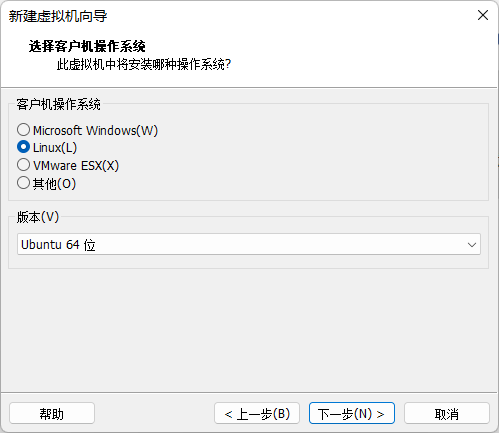 新建虚拟机向导
选择客户机操作系统
此虚拟机中将安装哪种操作系统?
客户机操作系统
Microsoft Windows(W)
Linux(L)
VMware ESX(X)
其他(O)
版本(V)
Ubuntu 64 位
帮助
< 上一步(B)
下一步(N) >
取消